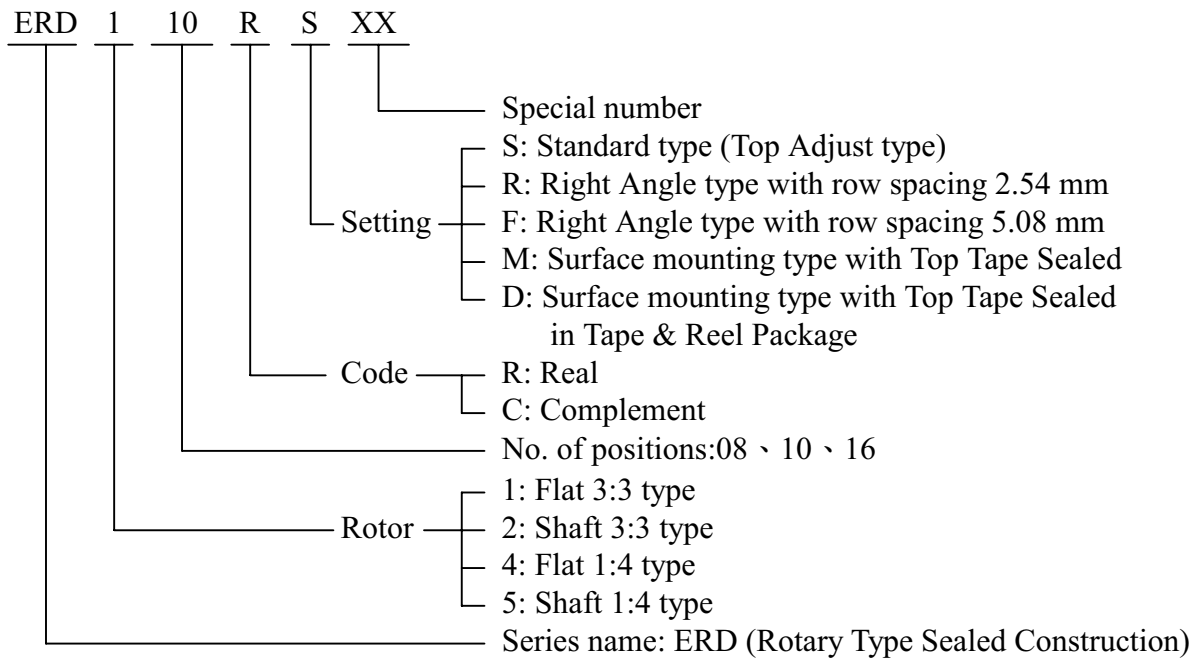 ERD 1 10 R S XX
Special number
S: Standard type (Top Adjust type)
R: Right Angle type with row spacing 2.54 mm
Setting
F: Right Angle type with row spacing 5.08 mm
M: Surface mounting type with Top Tape Sealed
D: Surface mounting type with Top Tape Sealed
in Tape & Reel Package
Code
R: Real
C: Complement
No. of positions:08、10、16
1: Flat 3:3 type
Rotor
2: Shaft 3:3 type
4: Flat 1:4 type
5: Shaft 1:4 type
Series name: ERD (Rotary Type Sealed Construction)